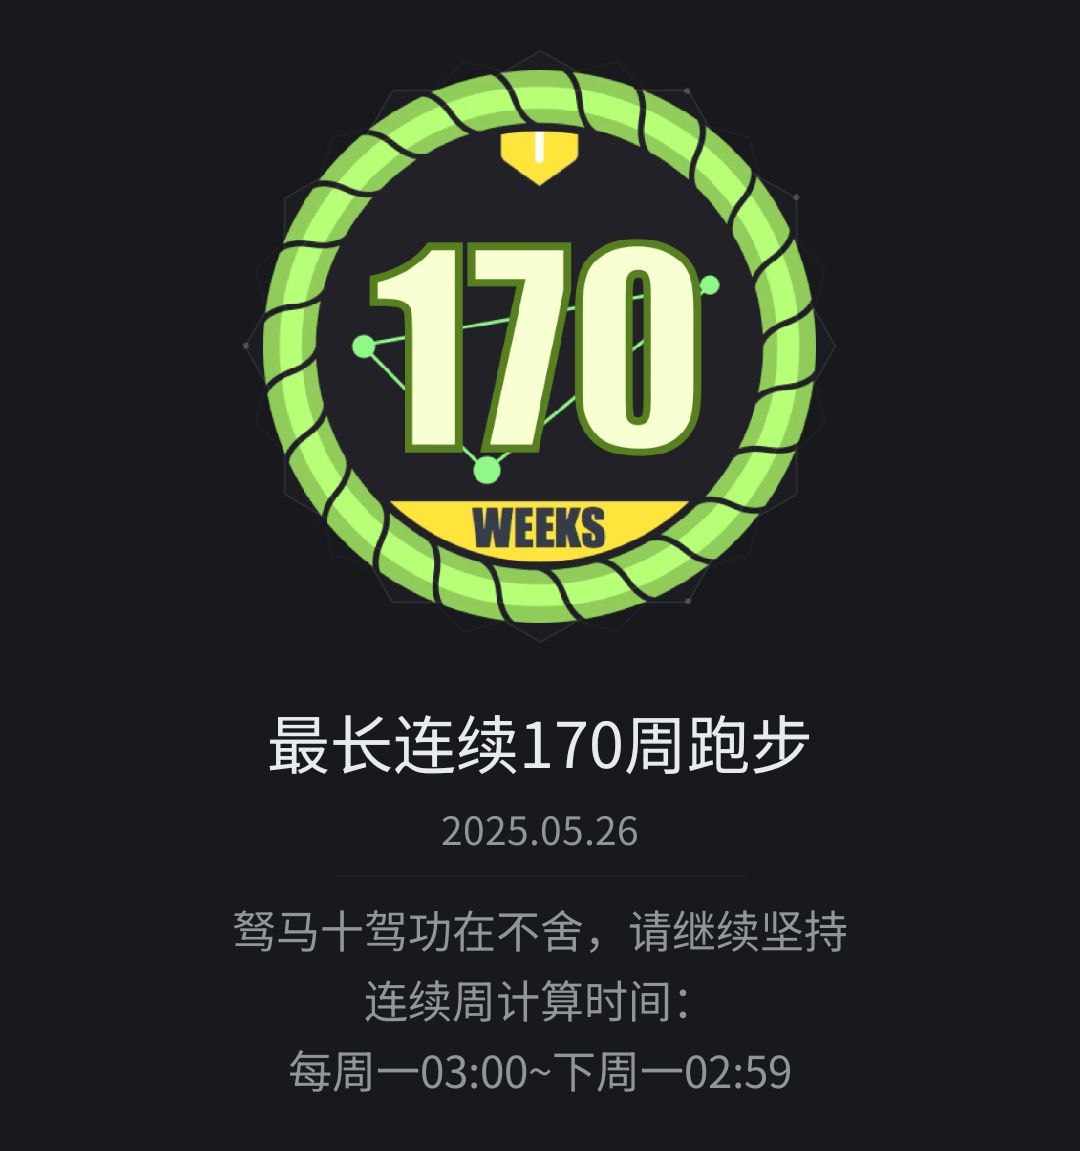 170
WEEKS
最长连续170周跑步
2025.05.26
驽马十驾功在不舍，请继续坚持
连续周计算时间：
每周一03:00~下周一02:59